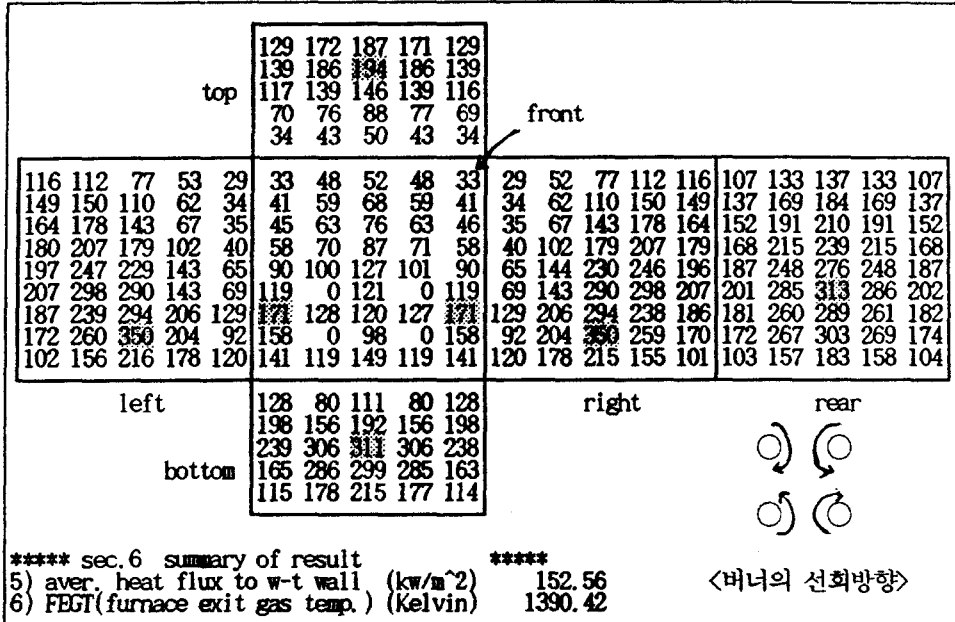 129 172 187 171 129
139 186 194 186 139
top 117 139 146 139 116
70 76 88 77 69
34 43 50 43 34
front
116 112 77 53 29 33 48 52 48 33 29 52 77 112 116 107 133 137 133 107
149 150 110 62 34 41 59 68 59 41 34 62 110 150 149 137 169 184 169 137
164 178 143 67 35 45 63 76 63 46 35 67 143 178 164 152 191 210 191 152
180 207 179 102 40 58 70 87 71 58 40 102 179 207 179 168 215 239 215 168
197 247 229 143 65 90 100 127 101 90 65 144 230 246 196 187 248 276 248 187
207 298 290 143 69 119 0 121 0 119 69 143 290 298 207 201 285 313 286 202
187 239 294 206 129 171 128 120 127 171 129 206 294 238 186 181 260 289 261 182
172 260 350 204 92 158 0 98 0 158 92 204 350 259 170 172 267 303 269 174
102 156 216 178 120 141 119 149 119 141 120 178 215 155 101 103 157 183 158 104
left right rear
128 80 111 80 128
198 156 192 156 198
239 306 311 306 238
bottom 165 286 299 285 163
115 178 215 177 114
***** sec.6 summary of result *****
5) aver. heat flux to w-t wall (kw/m^2) 152.56
6) FEGT(furnace exit gas temp.) (Kelvin) 1390.42
<버너의 선회방향>